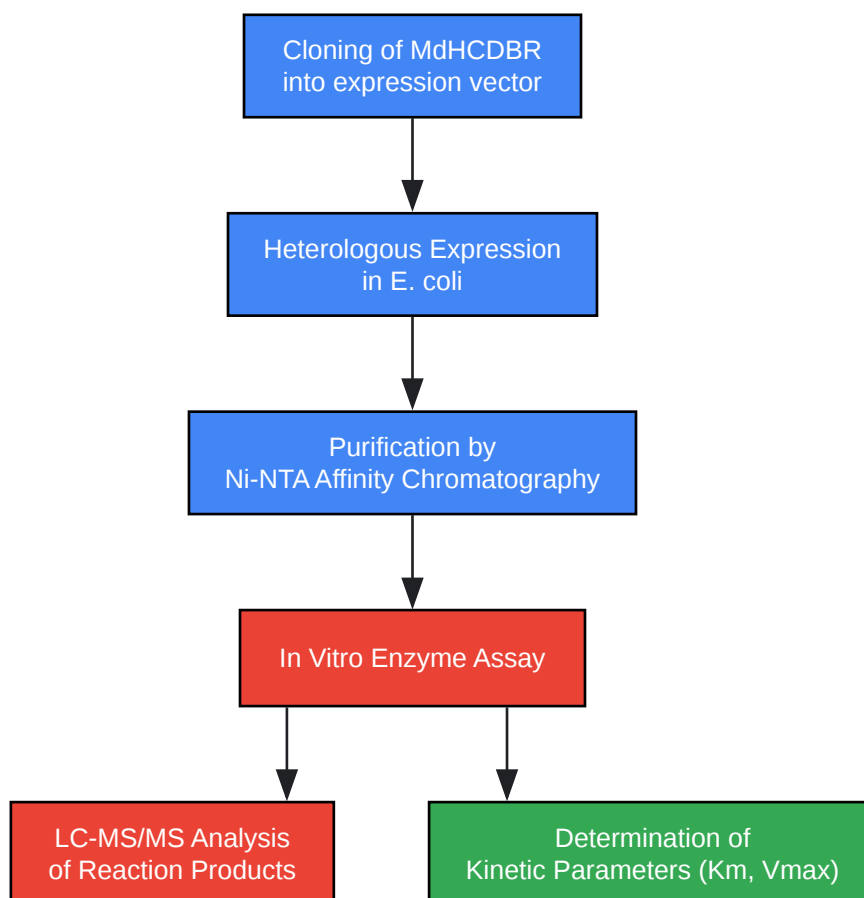 Cloning of MdHCDBR
into expression vector
Heterologous Expression
in E. coli
Purification by
Ni-NTA Affinity Chromatography
In Vitro Enzyme Assay
LC-MS/MS Analysis
of Reaction Products
Determination of
Kinetic Parameters (Km, Vmax)